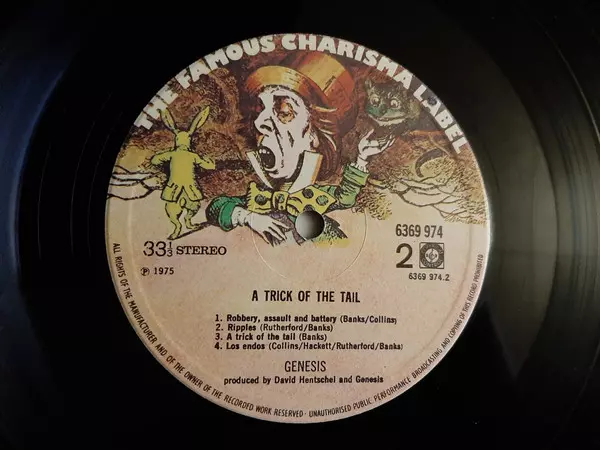 THE FAMOUS CHARISMA LABEL
6369 974
33⅓ STEREO
2
6369 974.2
℗ 1975
A TRICK OF THE TAIL
1. Robbery, assault and battery (Banks/Collins)
2. Ripples (Rutherford/Banks)
3. A trick of the tail (Banks)
4. Los endos (Collins/Hackett/Rutherford/Banks)
GENESIS
produced by David Hentschel and Genesis
ALL RIGHTS OF THE MANUFACTURER AND OF THE OWNER OF THE RECORDED WORK RESERVED - UNAUTHORISED PUBLIC PERFORMANCE BROADCASTING AND COPYING OF THIS RECORD PROHIBITED